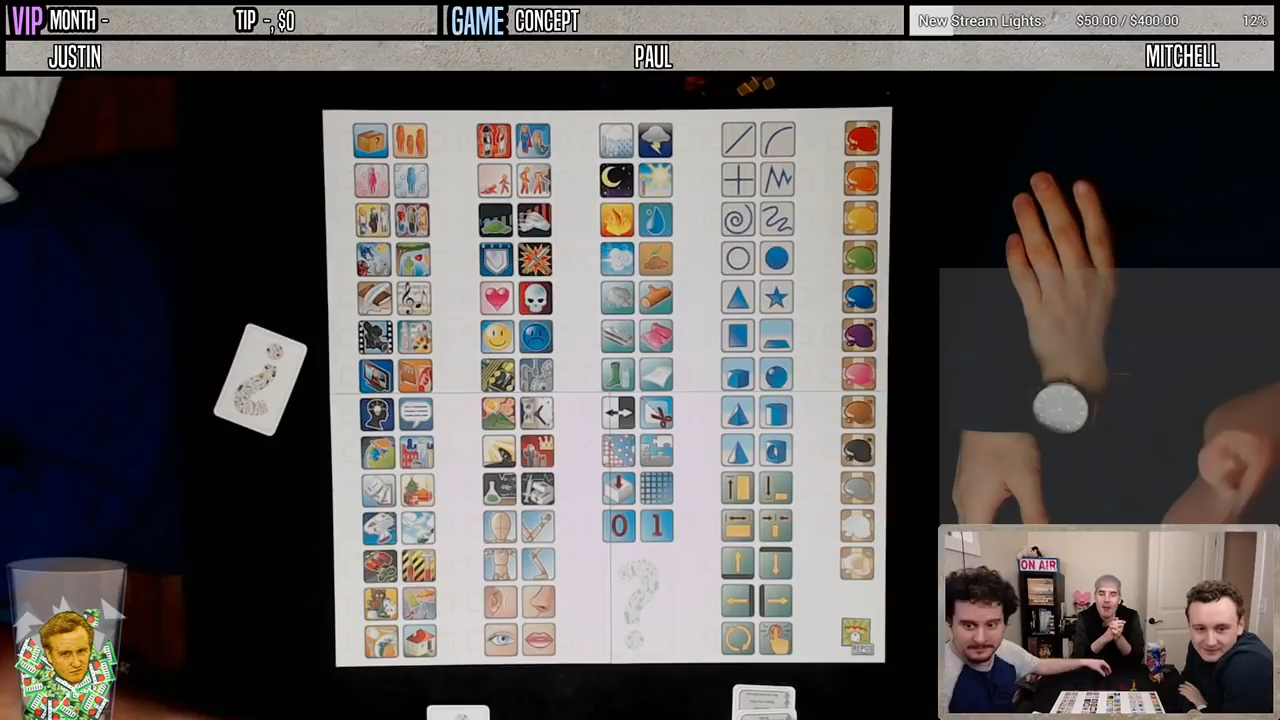 VIP MONTH -
TIP -, $0
GAME CONCEPT
New Stream Lights: $50.00 / $400.00 12%
JUSTIN
PAUL
MITCHELL
0 1
REPOS
ON AIR